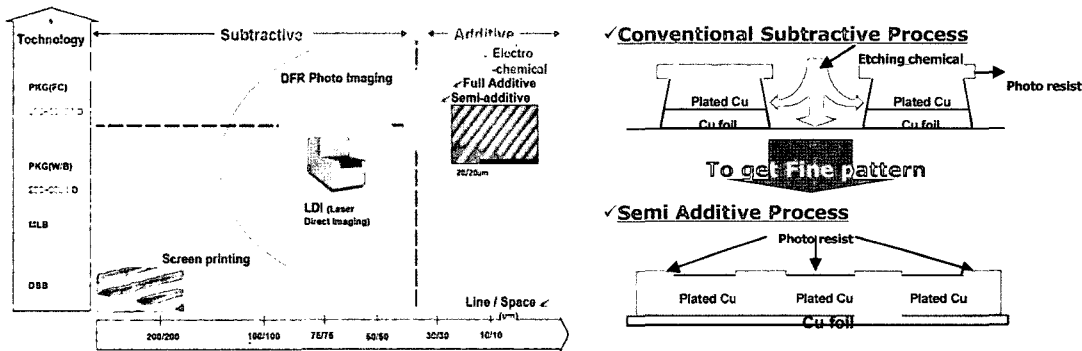 Technology
Subtractive
Additive
Electro
-chemical
Full Additive
Semi-additive
DFR Photo Imaging
PKG(FC)
20/20um
PKG(W/B)
LDI (Laser
Direct Imaging)
MLB
Screen printing
DSB
Line / Space
(um)
200/200
100/100
75/75
50/50
30/30
10/10
✓Conventional Subtractive Process
Etching chemical
Photo resist
Plated Cu
Plated Cu
Cu foil
Cu foil
To get Fine pattern
✓Semi Additive Process
Photo resist
Plated Cu
Plated Cu
Plated Cu
Cu foil